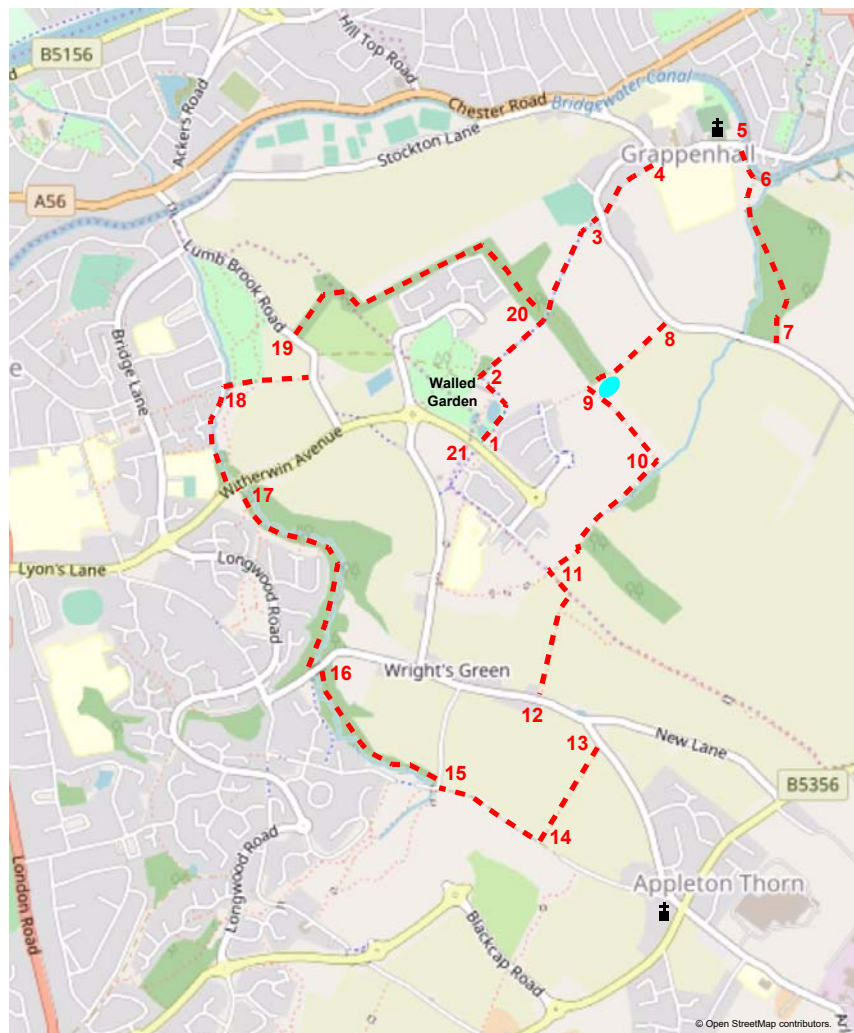 B5156
Hill Top Road
Ackers Road
Chester Road
Bridgewater Canal
Stockton Lane
5
Grappenhall
4
6
A56
3
Lumb Brook Road
20
8
7
19
Bridge Lane
2
Walled
Garden
9
18
1
21
10
Witherwin Avenue
17
Lyon's Lane
Longwood Road
11
16
Wright's Green
12
13
New Lane
15
B5356
14
London Road
Longwood Road
Appleton Thorn
Blackcap Road
© Open StreetMap contributors.